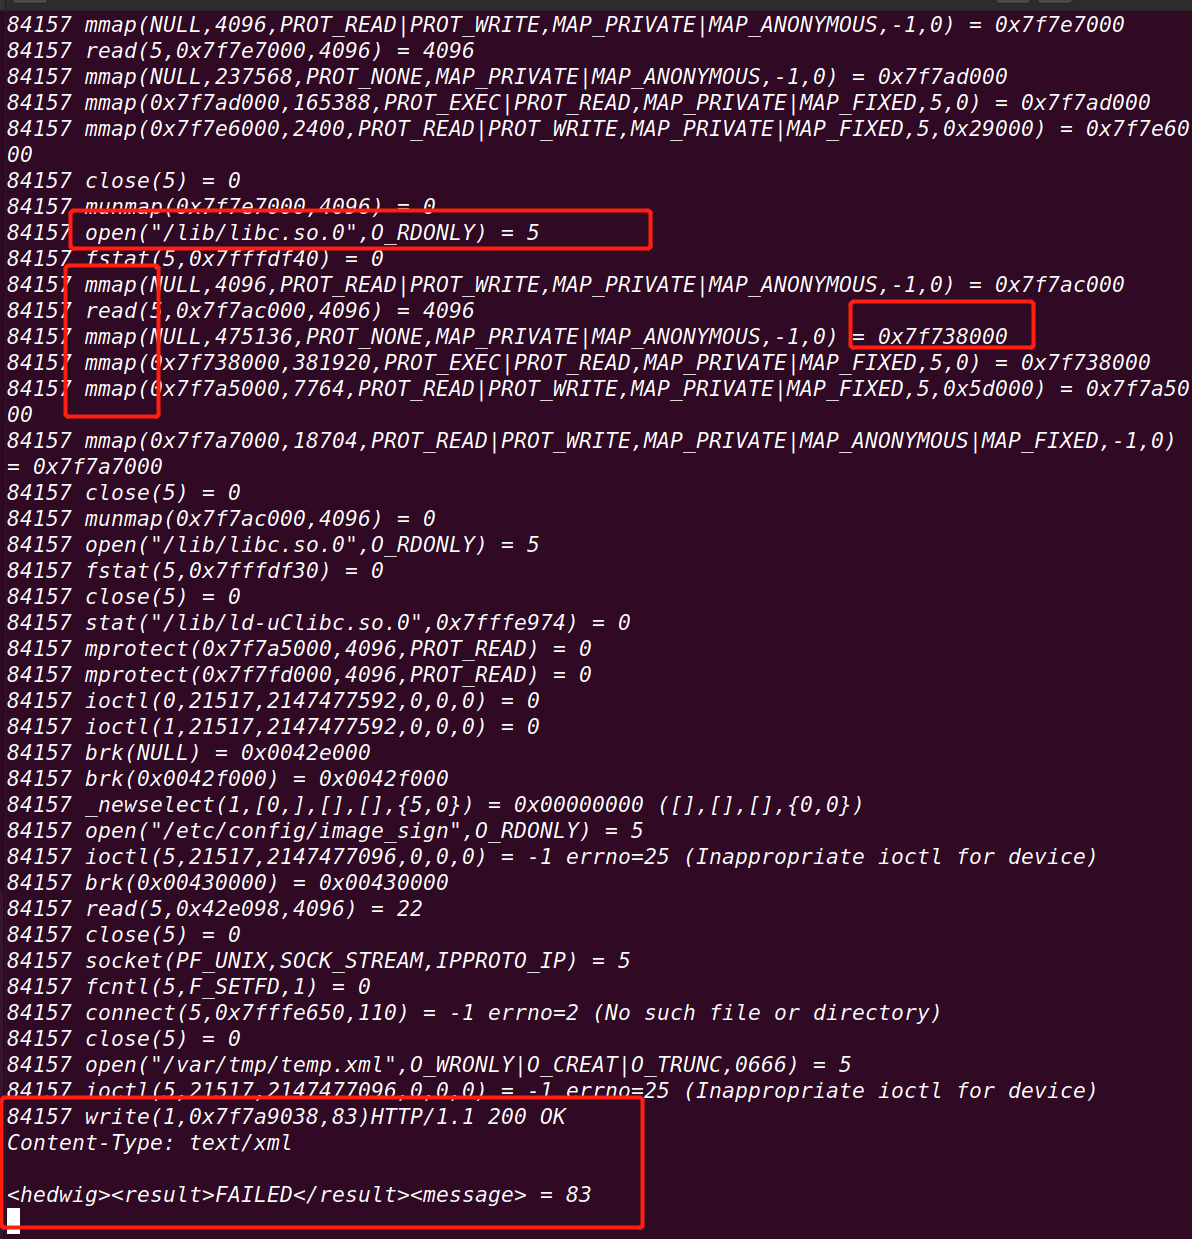 84157 mmap(NULL,4096,PROT_READ|PROT_WRITE,MAP_PRIVATE|MAP_ANONYMOUS,-1,0) = 0x7f7e7000
84157 read(5,0x7f7e7000,4096) = 4096
84157 mmap(NULL,237568,PROT_NONE,MAP_PRIVATE|MAP_ANONYMOUS,-1,0) = 0x7f7ad000
84157 mmap(0x7f7ad000,165388,PROT_EXEC|PROT_READ,MAP_PRIVATE|MAP_FIXED,5,0) = 0x7f7ad000
84157 mmap(0x7f7e6000,2400,PROT_READ|PROT_WRITE,MAP_PRIVATE|MAP_FIXED,5,0x29000) = 0x7f7e60
00
84157 close(5) = 0
84157 munmap(0x7f7e7000,4096) = 0
84157 open("/lib/libc.so.0",O_RDONLY) = 5
84157 fstat(5,0x7fffdf40) = 0
84157 mmap(NULL,4096,PROT_READ|PROT_WRITE,MAP_PRIVATE|MAP_ANONYMOUS,-1,0) = 0x7f7ac000
84157 read(5,0x7f7ac000,4096) = 4096
84157 mmap(NULL,475136,PROT_NONE,MAP_PRIVATE|MAP_ANONYMOUS,-1,0) = 0x7f738000
84157 mmap(0x7f738000,381920,PROT_EXEC|PROT_READ,MAP_PRIVATE|MAP_FIXED,5,0) = 0x7f738000
84157 mmap(0x7f7a5000,7764,PROT_READ|PROT_WRITE,MAP_PRIVATE|MAP_FIXED,5,0x5d000) = 0x7f7a50
00
84157 mmap(0x7f7a7000,18704,PROT_READ|PROT_WRITE,MAP_PRIVATE|MAP_ANONYMOUS|MAP_FIXED,-1,0)
= 0x7f7a7000
84157 close(5) = 0
84157 munmap(0x7f7ac000,4096) = 0
84157 open("/lib/libc.so.0",O_RDONLY) = 5
84157 fstat(5,0x7fffdf30) = 0
84157 close(5) = 0
84157 stat("/lib/ld-uClibc.so.0",0x7fffe974) = 0
84157 mprotect(0x7f7a5000,4096,PROT_READ) = 0
84157 mprotect(0x7f7fd000,4096,PROT_READ) = 0
84157 ioctl(0,21517,2147477592,0,0,0) = 0
84157 ioctl(1,21517,2147477592,0,0,0) = 0
84157 brk(NULL) = 0x0042e000
84157 brk(0x0042f000) = 0x0042f000
84157 _newselect(1,[0,],[],[],{5,0}) = 0x00000000 ([],[],[],{0,0})
84157 open("/etc/config/image_sign",O_RDONLY) = 5
84157 ioctl(5,21517,2147477096,0,0,0) = -1 errno=25 (Inappropriate ioctl for device)
84157 brk(0x00430000) = 0x00430000
84157 read(5,0x42e098,4096) = 22
84157 close(5) = 0
84157 socket(PF_UNIX,SOCK_STREAM,IPPROTO_IP) = 5
84157 fcntl(5,F_SETFD,1) = 0
84157 connect(5,0x7fffe650,110) = -1 errno=2 (No such file or directory)
84157 close(5) = 0
84157 open("/var/tmp/temp.xml",O_WRONLY|O_CREAT|O_TRUNC,0666) = 5
84157 ioctl(5,21517,2147477096,0,0,0) = -1 errno=25 (Inappropriate ioctl for device)
84157 write(1,0x7f7a9038,83)HTTP/1.1 200 OK
Content-Type: text/xml

<hedwig><result>FAILED</result><message> = 83